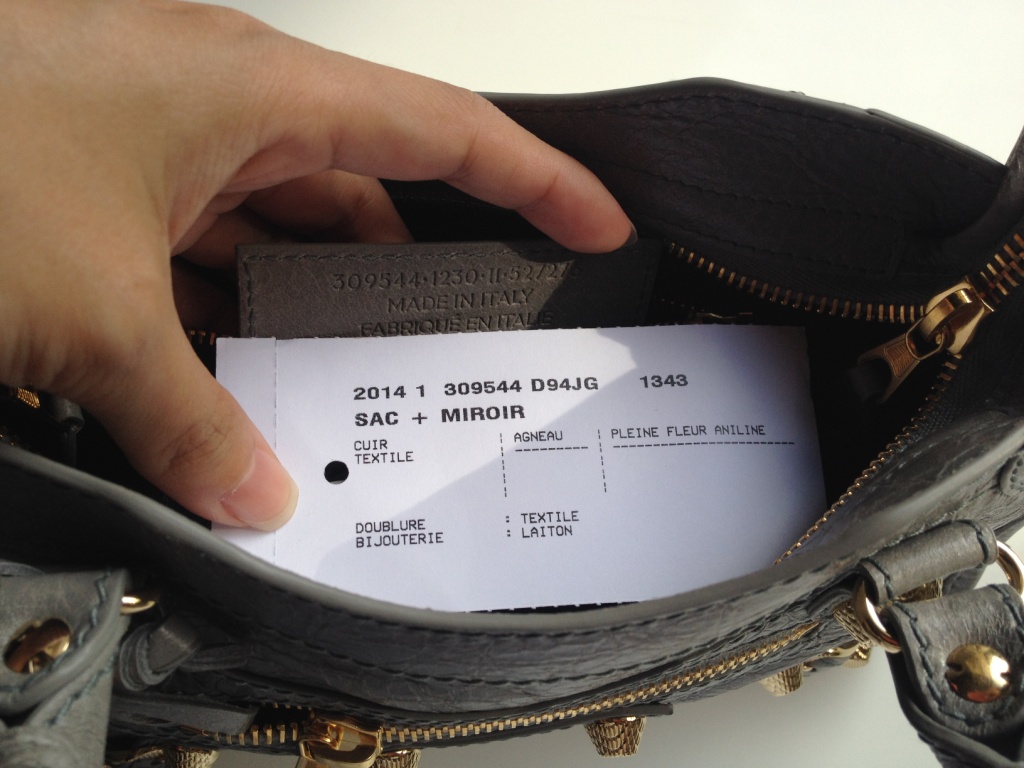 309544·1230·
MADE IN ITALY
FABRIQUÉ EN ITALIE
2014 1 309544 D94JG 1343
SAC + MIROIR
CUIR AGNEAU PLEINE FLEUR ANILINE
TEXTILE
DOUBLURE : TEXTILE
BIJOUTERIE : LAITON